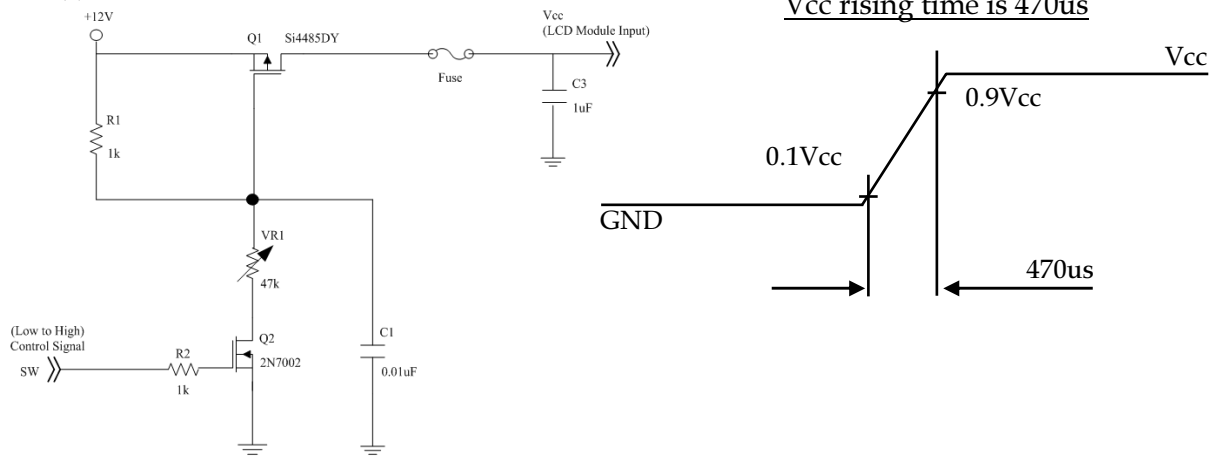 +12V
Q1
Si4485DY
Vcc
(LCD Module Input)
Fuse
C3
1uF
R1
1k
VR1
47k
(Low to High)
Control Signal
SW
R2
1k
Q2
2N7002
C1
0.01uF
Vcc rising time is 470us
Vcc
0.9Vcc
0.1Vcc
GND
470us